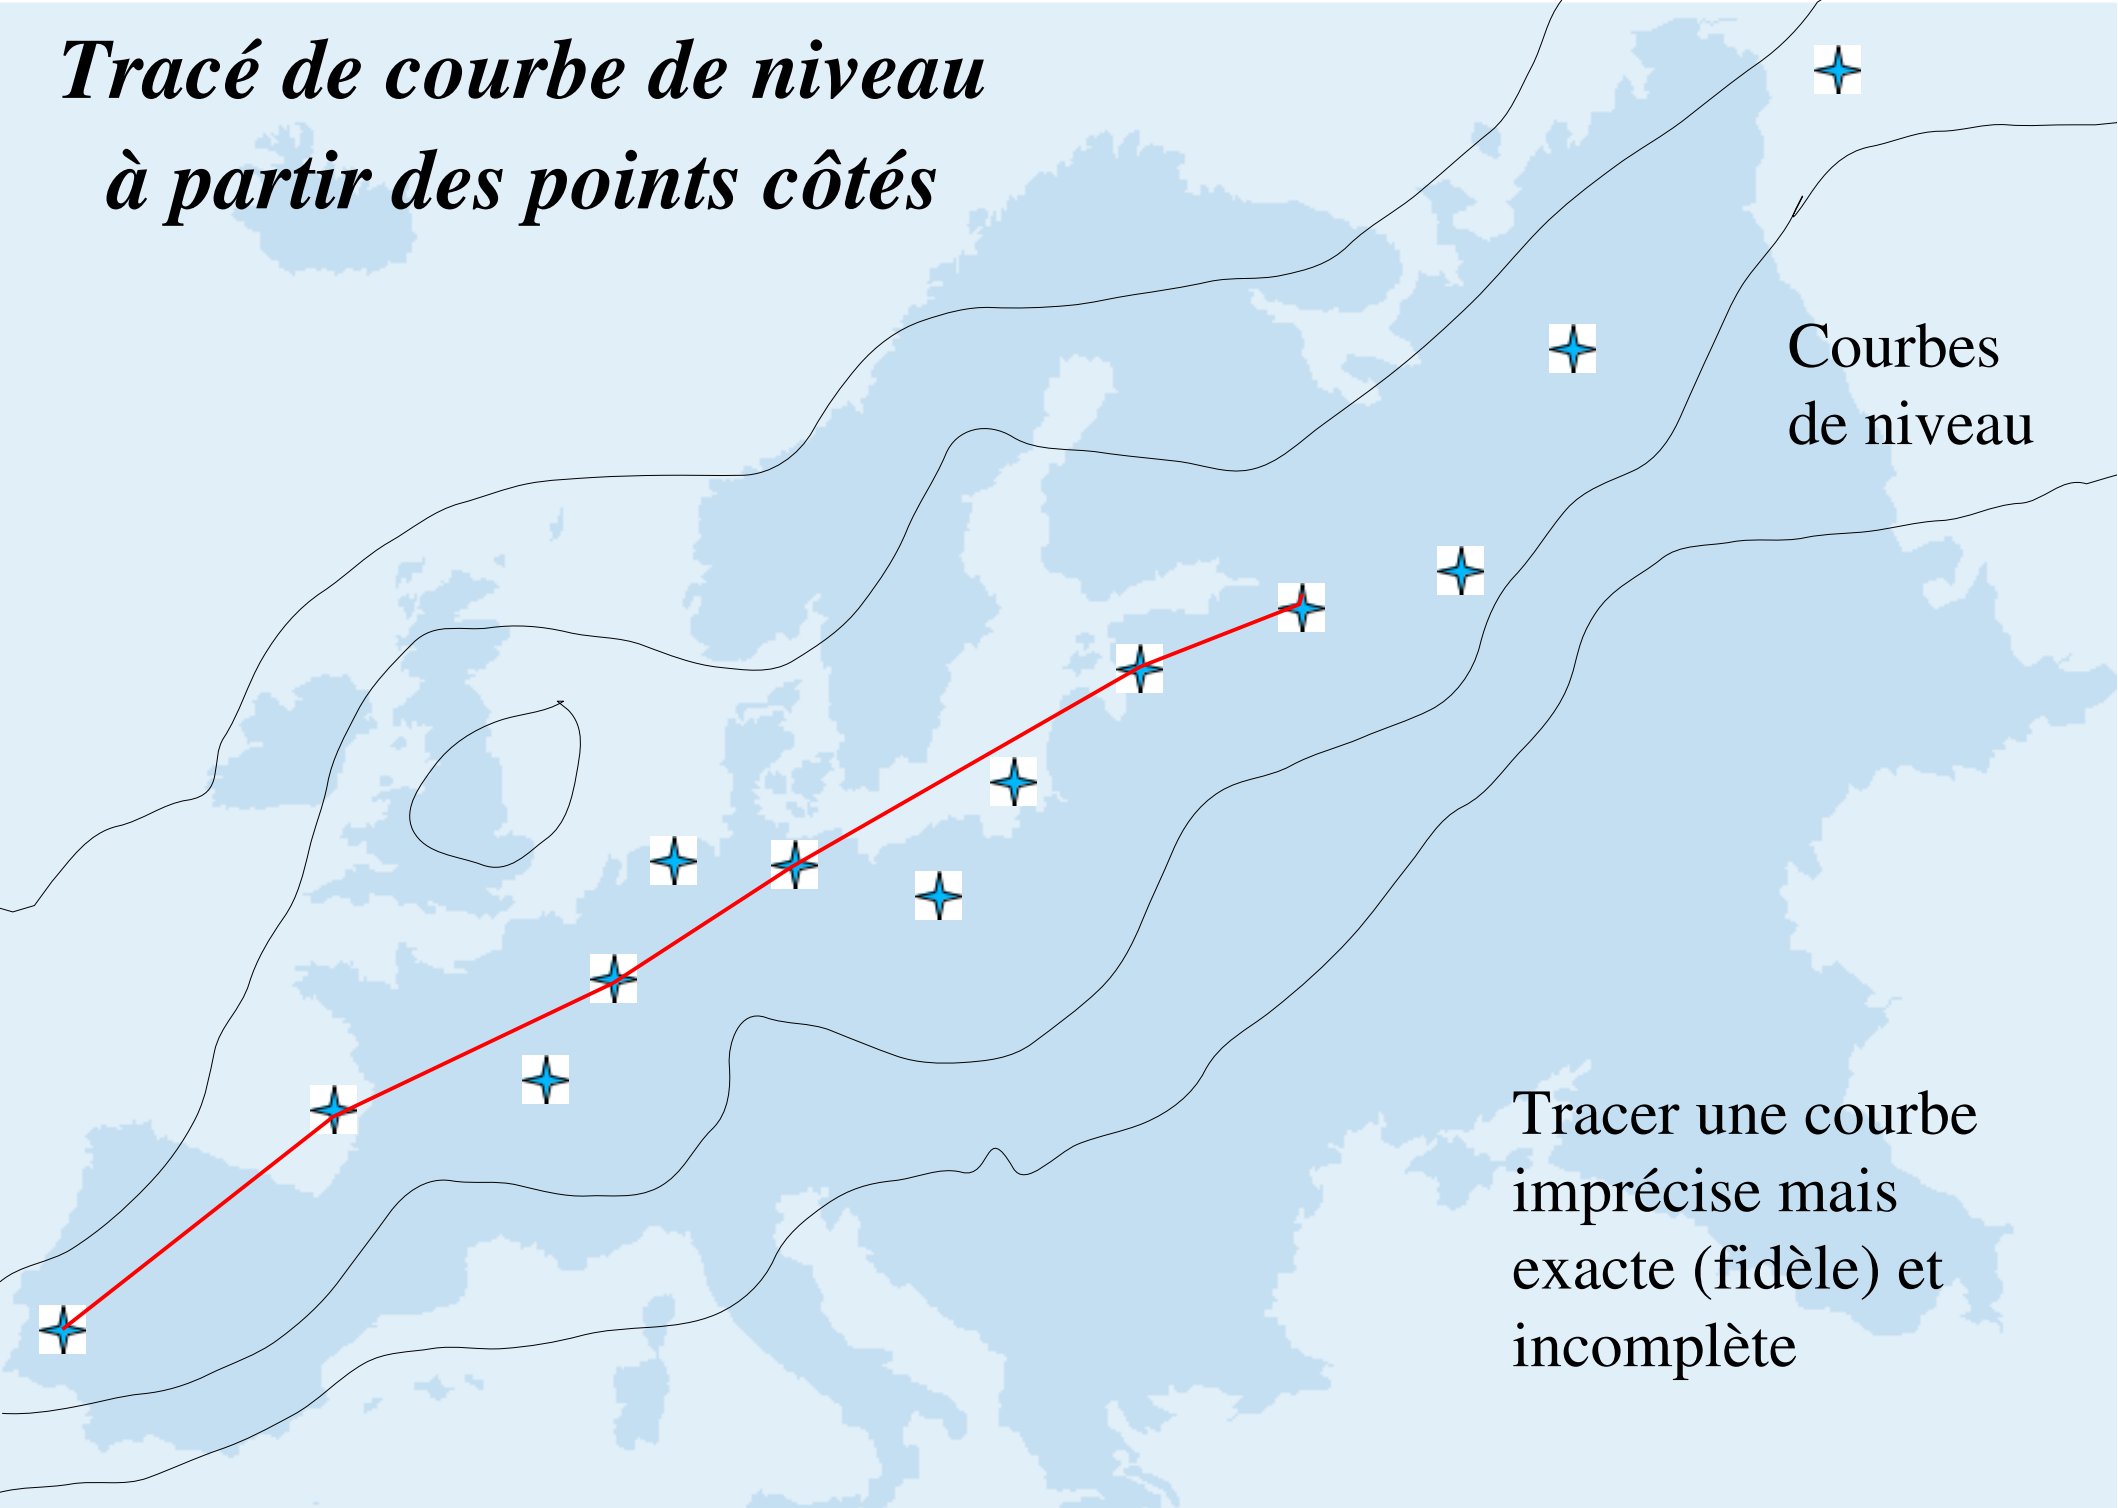 Tracé de courbe de niveau
à partir des points côtés
Courbes
de niveau
Tracer une courbe
imprécise mais
exacte (fidèle) et
incomplète